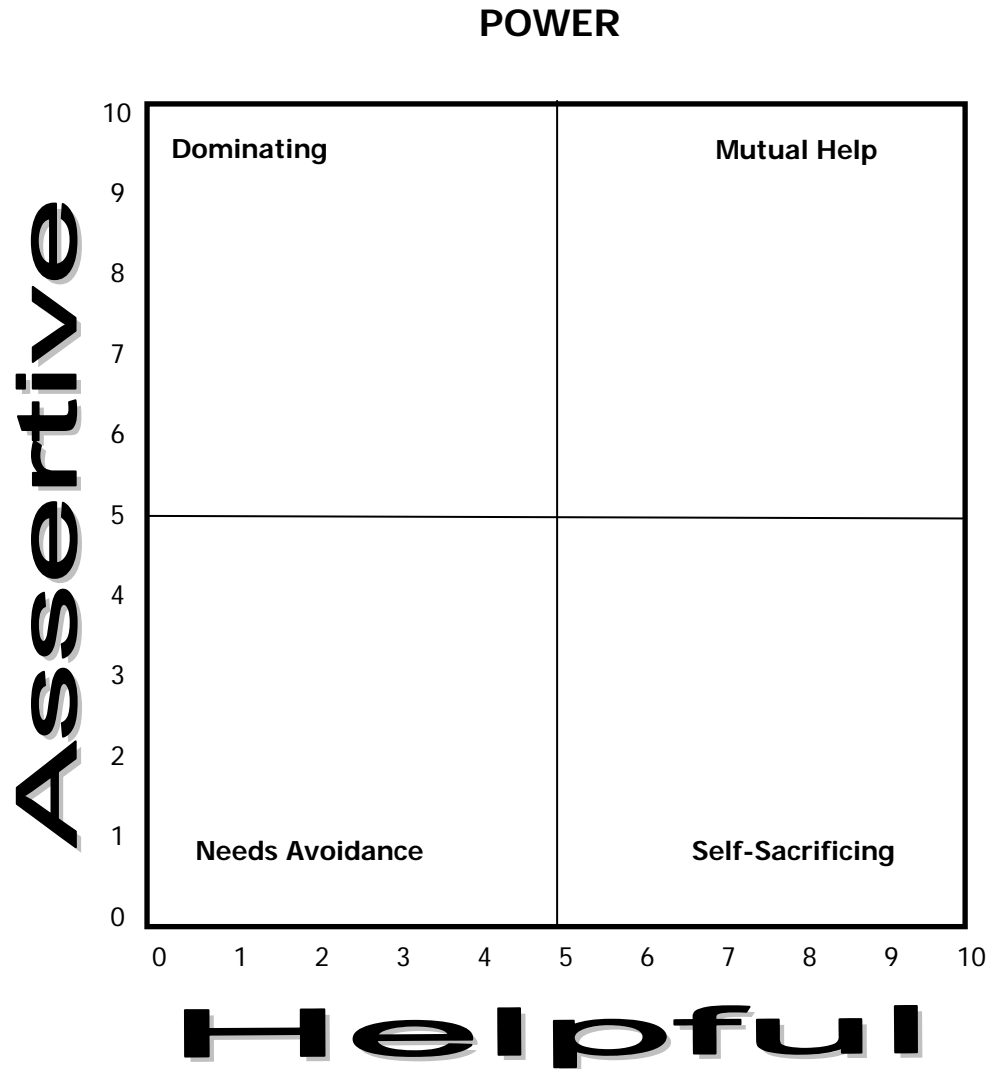 POWER
10
Dominating
Mutual Help
9
8
7
6
5
4
3
2
1
Needs Avoidance
Self-Sacrificing
0
0 1 2 3 4 5 6 7 8 9 10
Assertive
Helpful